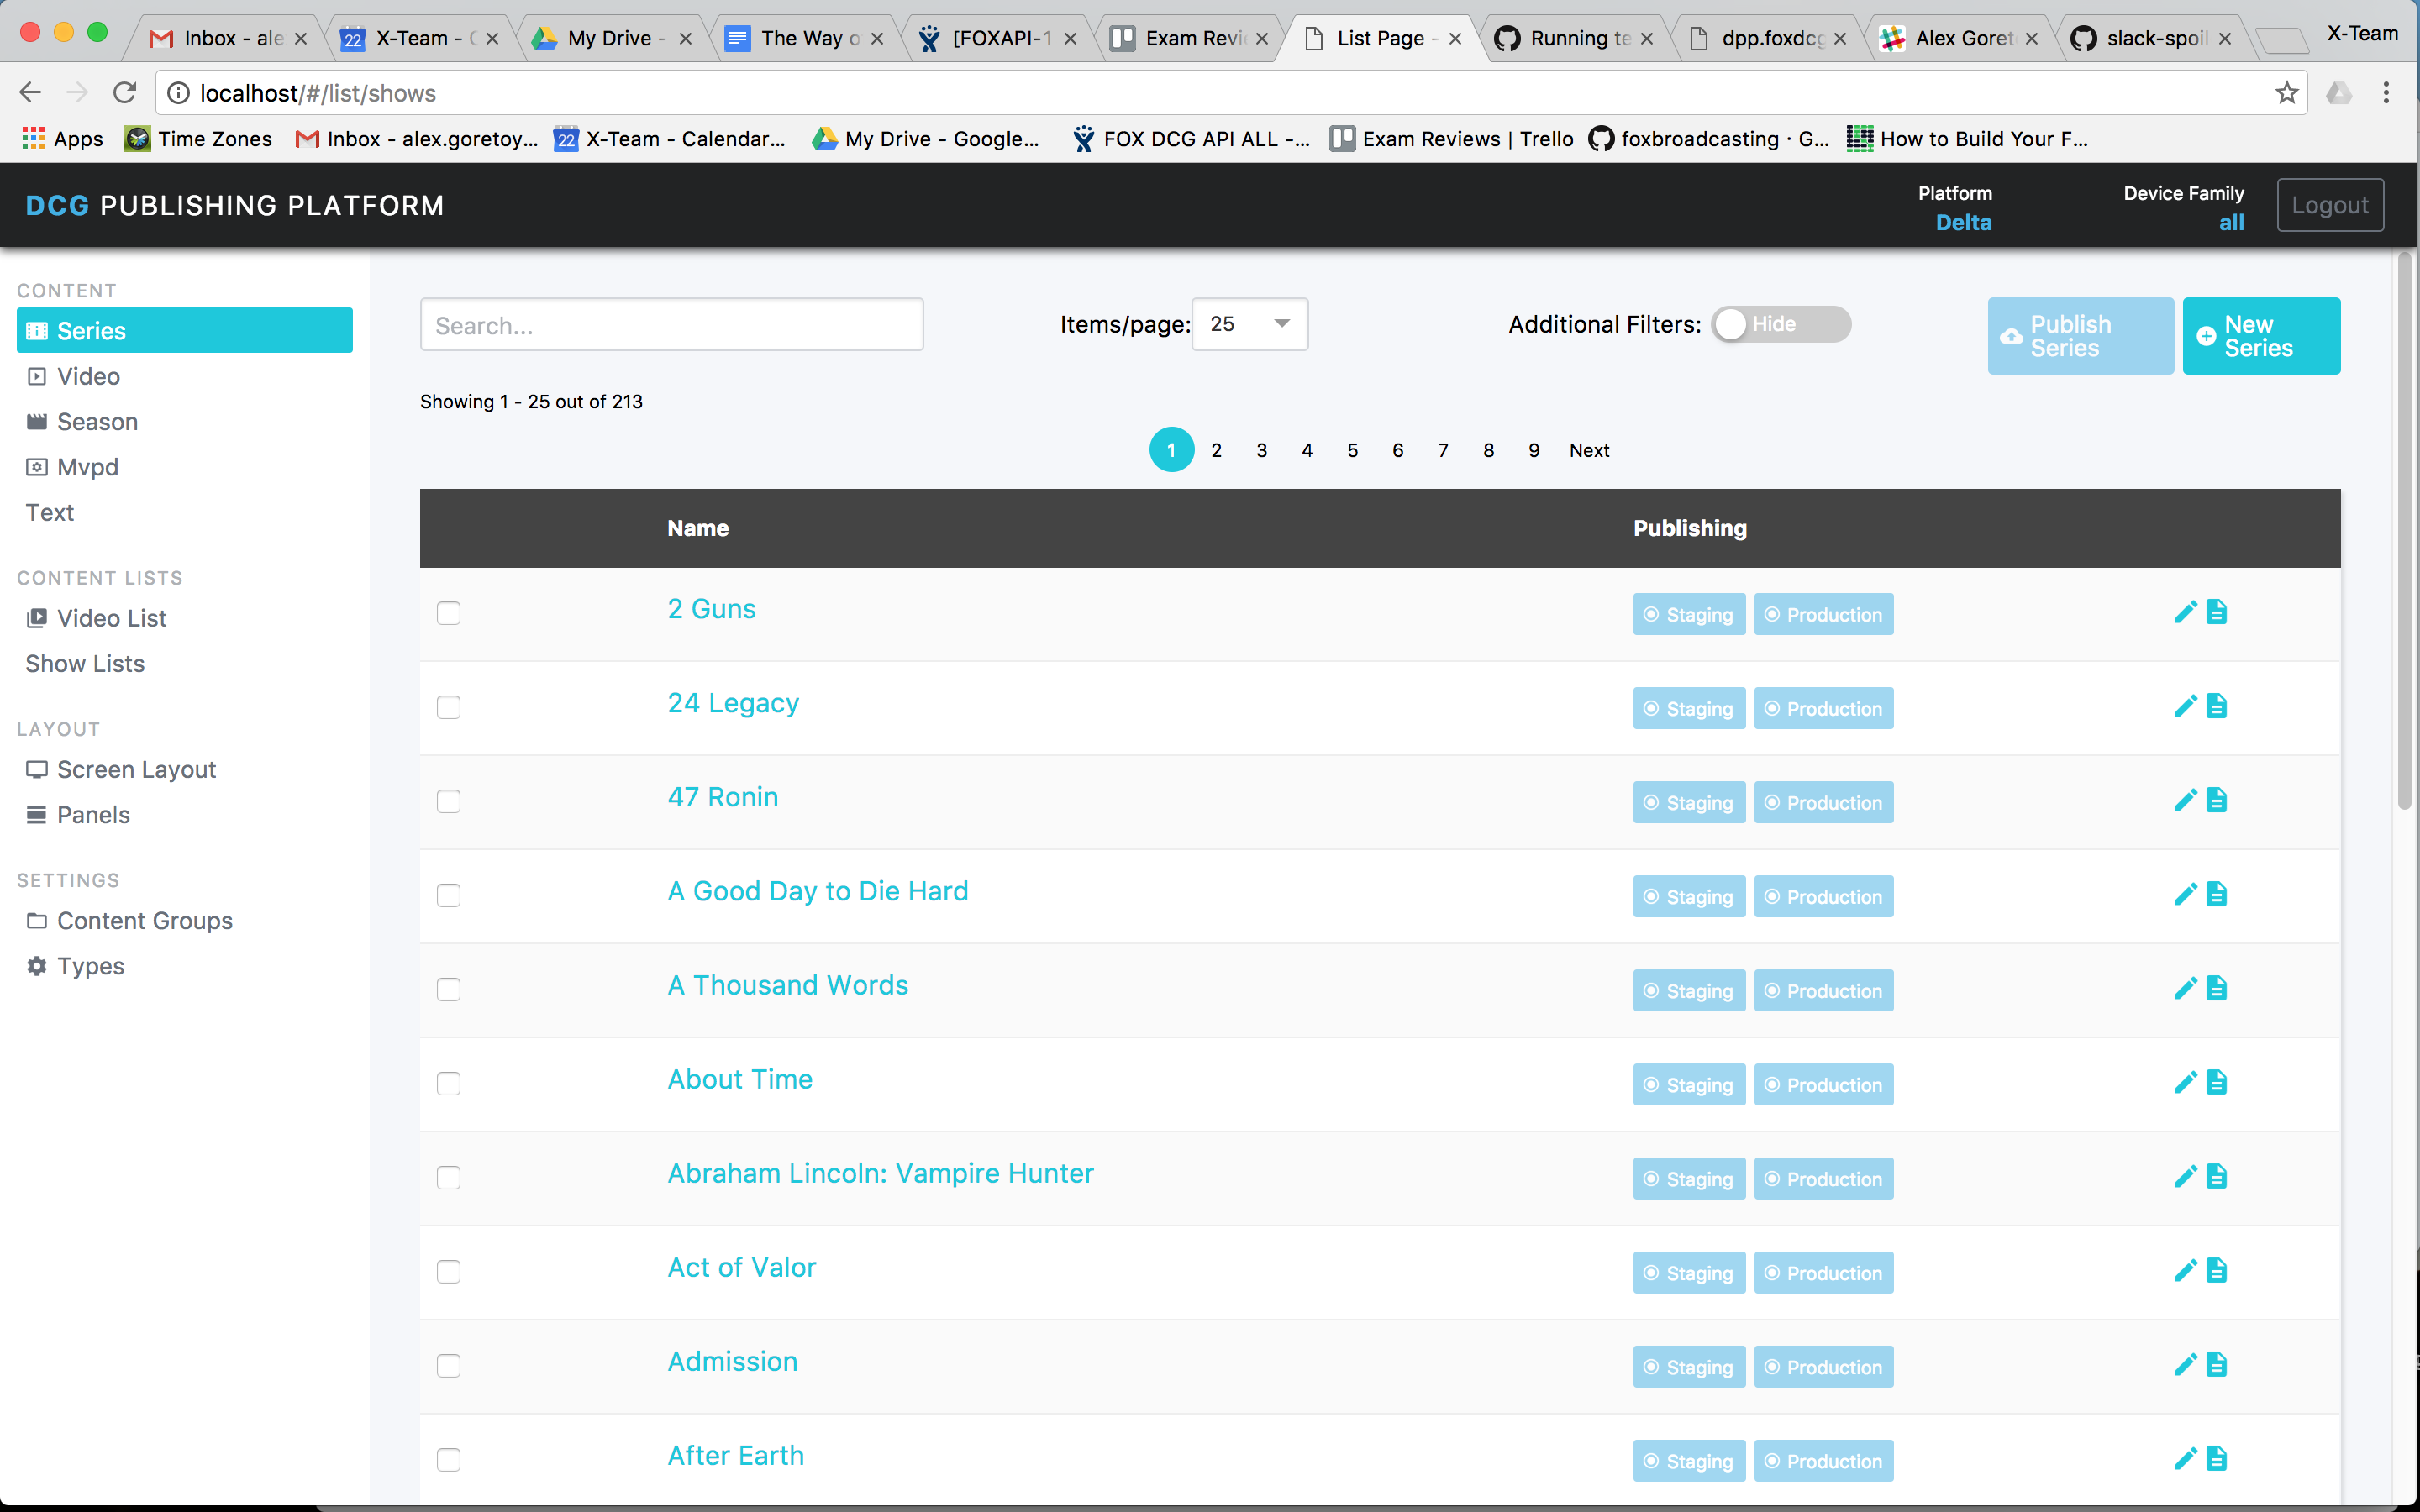 Inbox - ale
X-Team - C
My Drive -
The Way o
[FOXAPI-1
Exam Revi
List Page -
Running te
dpp.foxdcg
Alex Goret
slack-spoil
X-Team
localhost/#/list/shows
Apps
Time Zones
Inbox - alex.goretoy...
22 X-Team - Calendar...
My Drive - Google...
FOX DCG API ALL -...
Exam Reviews | Trello
foxbroadcasting · G...
How to Build Your F...
DCG PUBLISHING PLATFORM
Platform
Delta
Device Family
all
Logout
CONTENT
Series
Video
Season
Mvpd
Text
CONTENT LISTS
Video List
Show Lists
LAYOUT
Screen Layout
Panels
SETTINGS
Content Groups
Types
Search...
Items/page: 25
Additional Filters: Hide
Publish
Series
New
Series
Showing 1 - 25 out of 213
1 2 3 4 5 6 7 8 9 Next
Name Publishing
2 Guns Staging Production
24 Legacy Staging Production
47 Ronin Staging Production
A Good Day to Die Hard Staging Production
A Thousand Words Staging Production
About Time Staging Production
Abraham Lincoln: Vampire Hunter Staging Production
Act of Valor Staging Production
Admission Staging Production
After Earth Staging Production